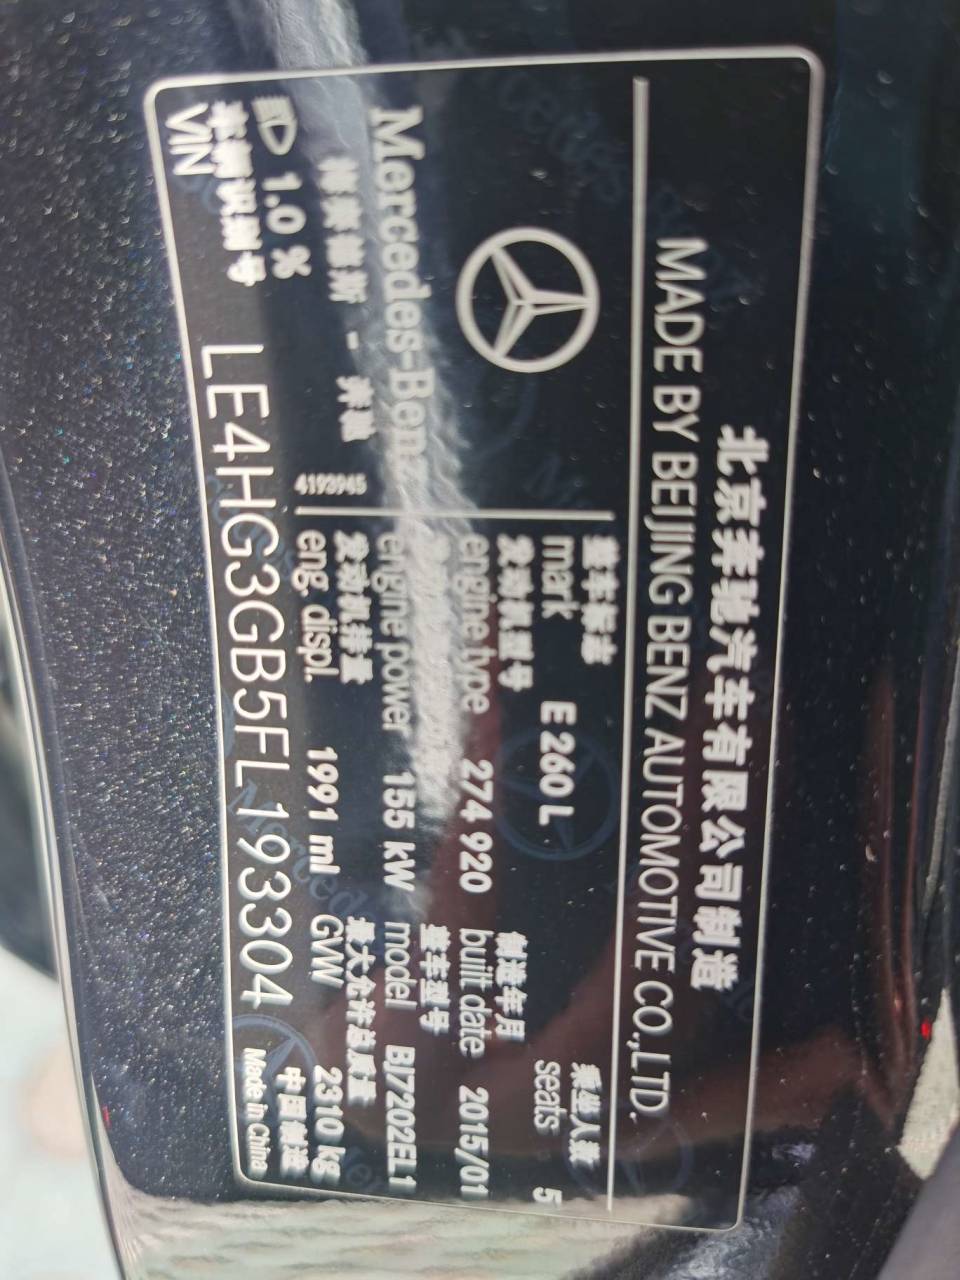 北京奔驰汽车有限公司制造
MADE BY BEIJING BENZ AUTOMOTIVE CO.,LTD.
整车标志
mark E 260 L
乘坐人数
seats 5
发动机型号
engine type 274 920
制造年月
built date 2015/01
engine power 155 kW
整车型号
model BJ7202EL1
发动机排量
eng. displ. 1991 ml
最大允许总质量
GVW 2310 kg
Mercedes-Benz
梅赛德斯 - 奔驰
4193945
1.0 %
车辆识别号
VIN
LE4HG3GB5FL193304
中国制造
Made in China